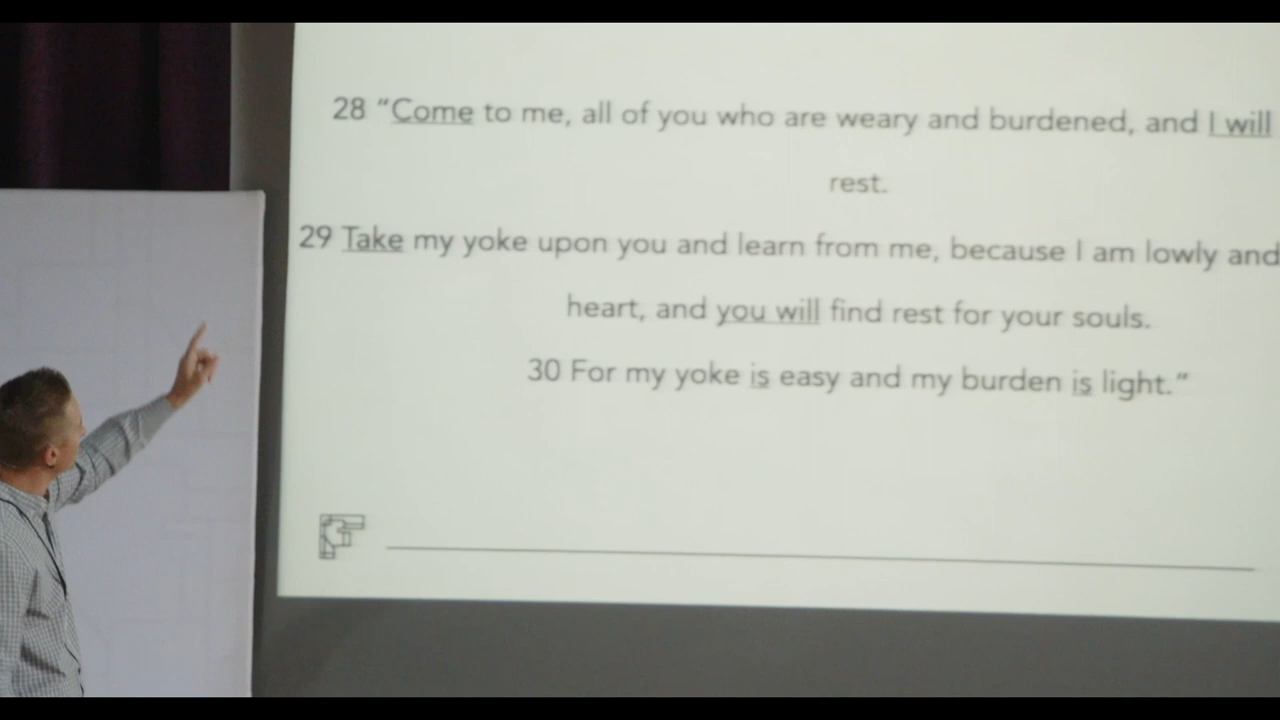 28 “Come to me, all of you who are weary and burdened, and I will
rest.
29 Take my yoke upon you and learn from me, because I am lowly and
heart, and you will find rest for your souls.
30 For my yoke is easy and my burden is light.”